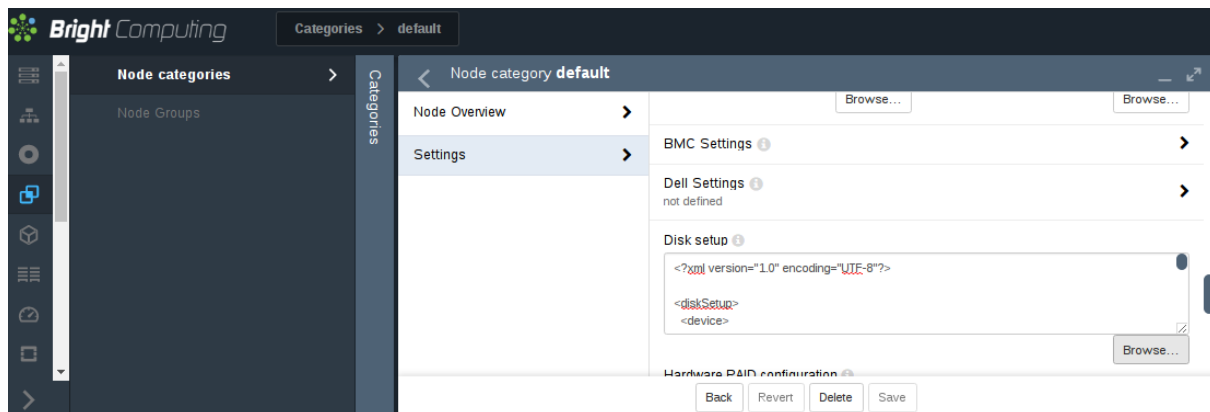 Bright Computing
Categories > default
Node categories
Node Groups
Categories
Node category default
Node Overview
Settings
Browse... Browse...
BMC Settings
Dell Settings
not defined
Disk setup
<?xml version="1.0" encoding="UTF-8"?>
<diskSetup>
<device>
Browse...
Hardware RAID configuration
Back Revert Delete Save